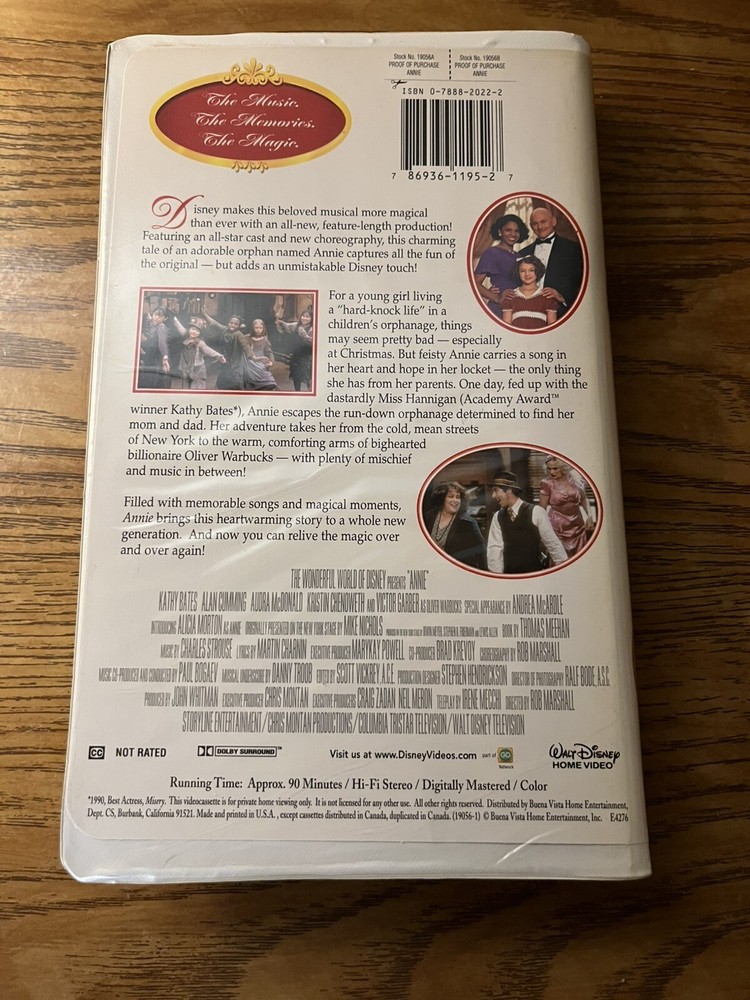 The Music.
The Memories.
The Magic.
Stock No. 19056A
PROOF OF PURCHASE
ANNIE
Stock No. 19056B
PROOF OF PURCHASE
ANNIE
ISBN 0-7888-2022-2
7 86936-1195-2 7
Disney makes this beloved musical more magical
than ever with an all-new, feature-length production!
Featuring an all-star cast and new choreography, this charming
tale of an adorable orphan named Annie captures all the fun of
the original — but adds an unmistakable Disney touch!
For a young girl living
a "hard-knock life" in a
children's orphanage, things
may seem pretty bad — especially
at Christmas. But feisty Annie carries a song in
her heart and hope in her locket — the only thing
she has from her parents. One day, fed up with the
dastardly Miss Hannigan (Academy Award™
winner Kathy Bates*), Annie escapes the run-down orphanage determined to find her
mom and dad. Her adventure takes her from the cold, mean streets
of New York to the warm, comforting arms of bighearted
billionaire Oliver Warbucks — with plenty of mischief
and music in between!
Filled with memorable songs and magical moments,
Annie brings this heartwarming story to a whole new
generation. And now you can relive the magic over
and over again!
THE WONDERFUL WORLD OF DISNEY PRESENTS "ANNIE"
KATHY BATES ALAN CUMMING AUDRA McDONALD KRISTIN CHENOWETH AND VICTOR GARBER AS OLIVER WARBUCKS SPECIAL APPEARANCE BY ANDREA McARDLE
INTRODUCING ALICIA MORTON AS ANNIE ORIGINALLY PRESENTED ON THE NEW YORK STAGE BY MIKE NICHOLS BOOK BY THOMAS MEEHAN
MUSIC BY CHARLES STROUSE LYRICS BY MARTIN CHARNIN EXECUTIVE PRODUCER MARYKAY POWELL CO-PRODUCER BRAD KREVOY CHOREOGRAPHY BY ROB MARSHALL
MUSIC CO-PRODUCED AND CONDUCTED BY PAUL BOGAEV MUSICAL UNDERSCORE BY DANNY TROOB EDITED BY SCOTT VICKREY A.C.E. PRODUCTION DESIGNER STEPHEN HENDRICKSON DIRECTOR OF PHOTOGRAPHY RALF BODE, A.S.C.
PRODUCED BY JOHN WHITMAN EXECUTIVE PRODUCER CHRIS MONTAN EXECUTIVE PRODUCERS CRAIG ZADAN NEIL MERON TELEPLAY BY IRENE MECCHI DIRECTED BY ROB MARSHALL
STORYLINE ENTERTAINMENT / CHRIS MONTAN PRODUCTIONS / COLUMBIA TRISTAR TELEVISION / WALT DISNEY TELEVISION
CC NOT RATED DOLBY SURROUND™ Visit us at www.DisneyVideos.com part of GO Network WALT DISNEY
HOME VIDEO
Running Time: Approx. 90 Minutes / Hi-Fi Stereo / Digitally Mastered / Color
*1990, Best Actress, Misery. This videocassette is for private home viewing only. It is not licensed for any other use. All other rights reserved. Distributed by Buena Vista Home Entertainment,
Dept. CS, Burbank, California 91521. Made and printed in U.S.A., except cassettes distributed in Canada, duplicated in Canada. (19056-1) © Buena Vista Home Entertainment, Inc. E4276